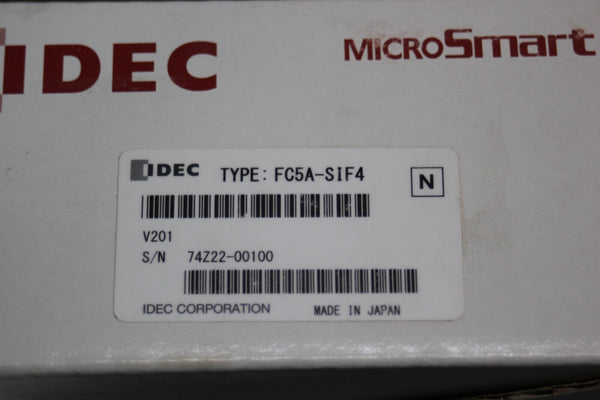 IDEC MICROSmart
IDEC TYPE: FC5A-SIF4 N
V201
S/N 74Z22-00100
IDEC CORPORATION MADE IN JAPAN